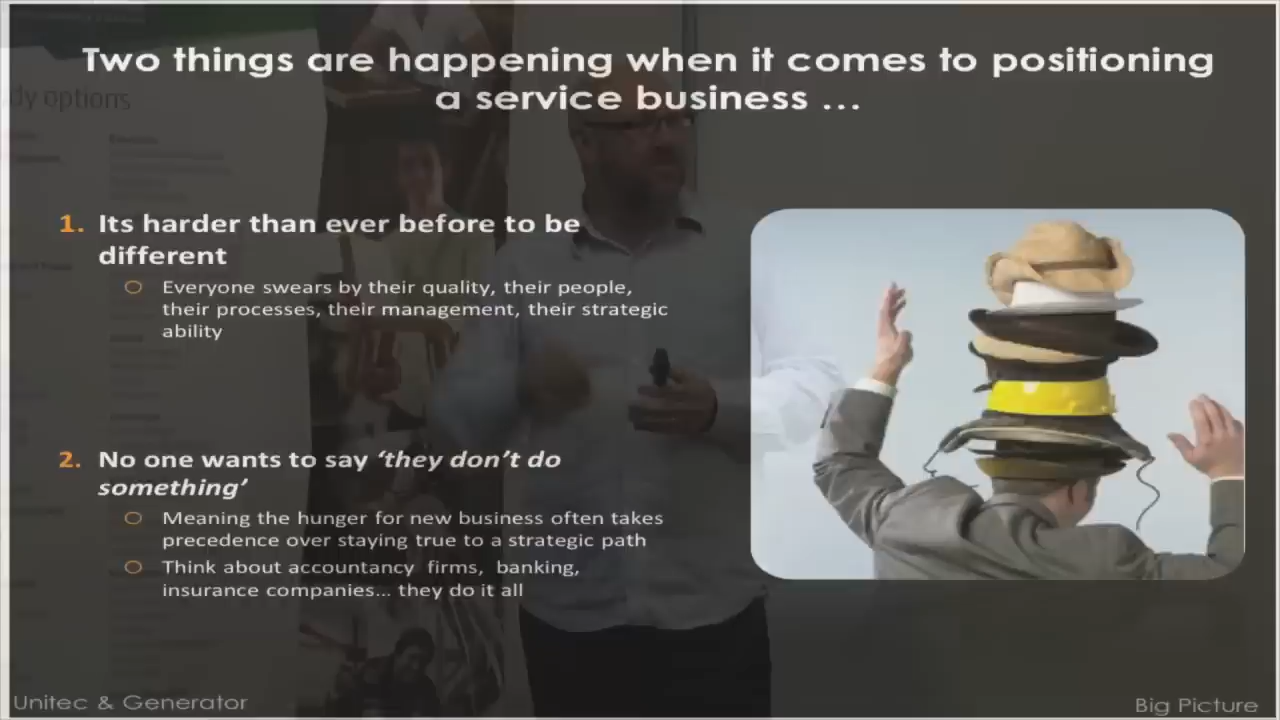 Two things are happening when it comes to positioning
a service business ...
dy options
1. Its harder than ever before to be
different
Everyone swears by their quality, their people,
their processes, their management, their strategic
ability
2. No one wants to say ‘they don’t do
something’
Meaning the hunger for new business often takes
precedence over staying true to a strategic path
Think about accountancy firms, banking,
insurance companies... they do it all
Unitec & Generator
Big Picture